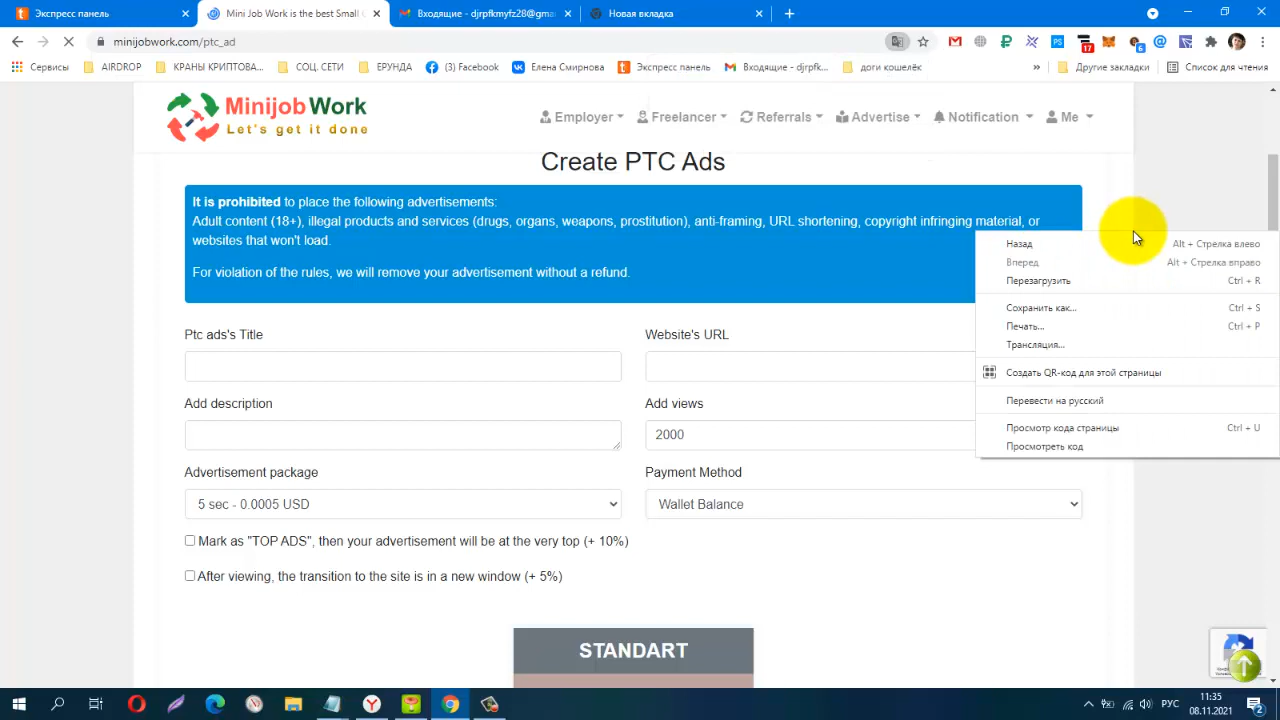 Экспресс панель
Mini Job Work is the best Small
Входящие - djrpfkmyfz28@gma
Новая вкладка
minijobwork.com/ptc_ad
17
6
Сервисы
AIRDROP
КРАНЫ КРИПТОВА...
СОЦ. СЕТИ
ЕРУНДА
(3) Facebook
Елена Смирнова
Экспресс панель
Входящие - djrpfk...
доги кошелёк
»
Другие закладки
Список для чтения
Minijob Work
Let's get it done
Employer
Freelancer
Referrals
Advertise
Notification
Me
Create PTC Ads
It is prohibited to place the following advertisements:
Adult content (18+), illegal products and services (drugs, organs, weapons, prostitution), anti-framing, URL shortening, copyright infringing material, or
websites that won't load.
For violation of the rules, we will remove your advertisement without a refund.
Назад Alt + Стрелка влево
Вперед Alt + Стрелка вправо
Перезагрузить Ctrl + R
Сохранить как... Ctrl + S
Печать... Ctrl + P
Трансляция...
Создать QR-код для этой страницы
Перевести на русский
Просмотр кода страницы Ctrl + U
Просмотреть код
Ptc ads's Title
Website's URL
Add description
Add views
2000
Advertisement package
Payment Method
5 sec - 0.0005 USD
Wallet Balance
Mark as "TOP ADS", then your advertisement will be at the very top (+ 10%)
After viewing, the transition to the site is in a new window (+ 5%)
STANDART
РУС
11:35
08.11.2021
2